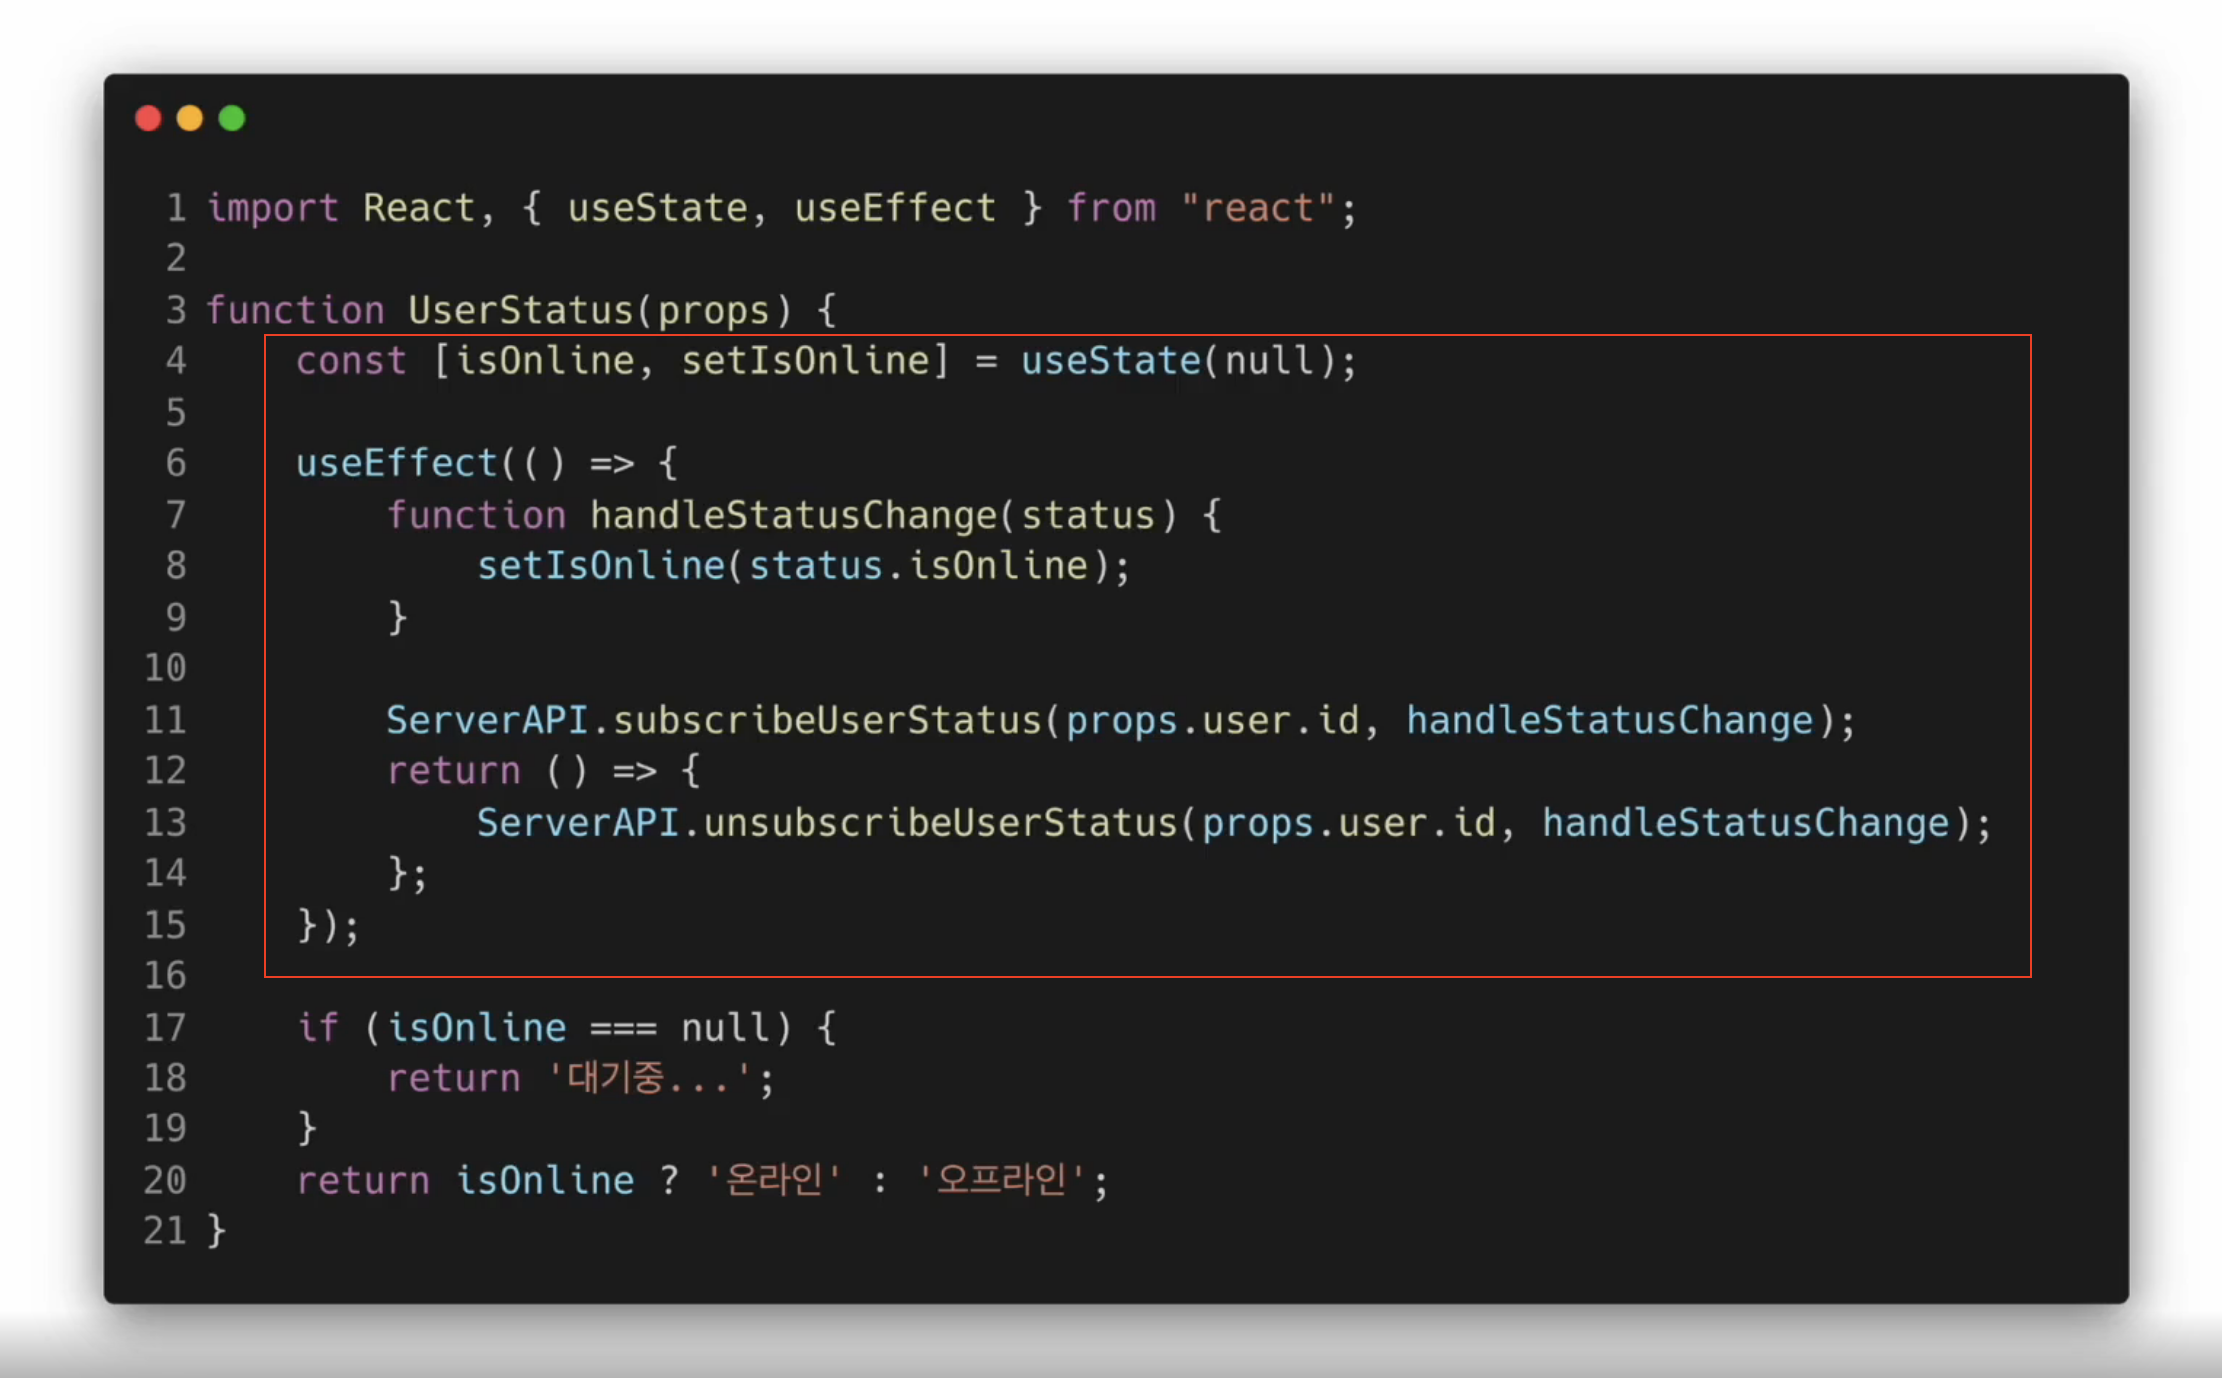 1 import React, { useState, useEffect } from "react";
2
3 function UserStatus(props) {
4     const [isOnline, setIsOnline] = useState(null);
5
6     useEffect(() => {
7         function handleStatusChange(status) {
8             setIsOnline(status.isOnline);
9         }
10
11         ServerAPI.subscribeUserStatus(props.user.id, handleStatusChange);
12         return () => {
13             ServerAPI.unsubscribeUserStatus(props.user.id, handleStatusChange);
14         };
15     });
16
17     if (isOnline === null) {
18         return '대기중...';
19     }
20     return isOnline ? '온라인' : '오프라인';
21 }